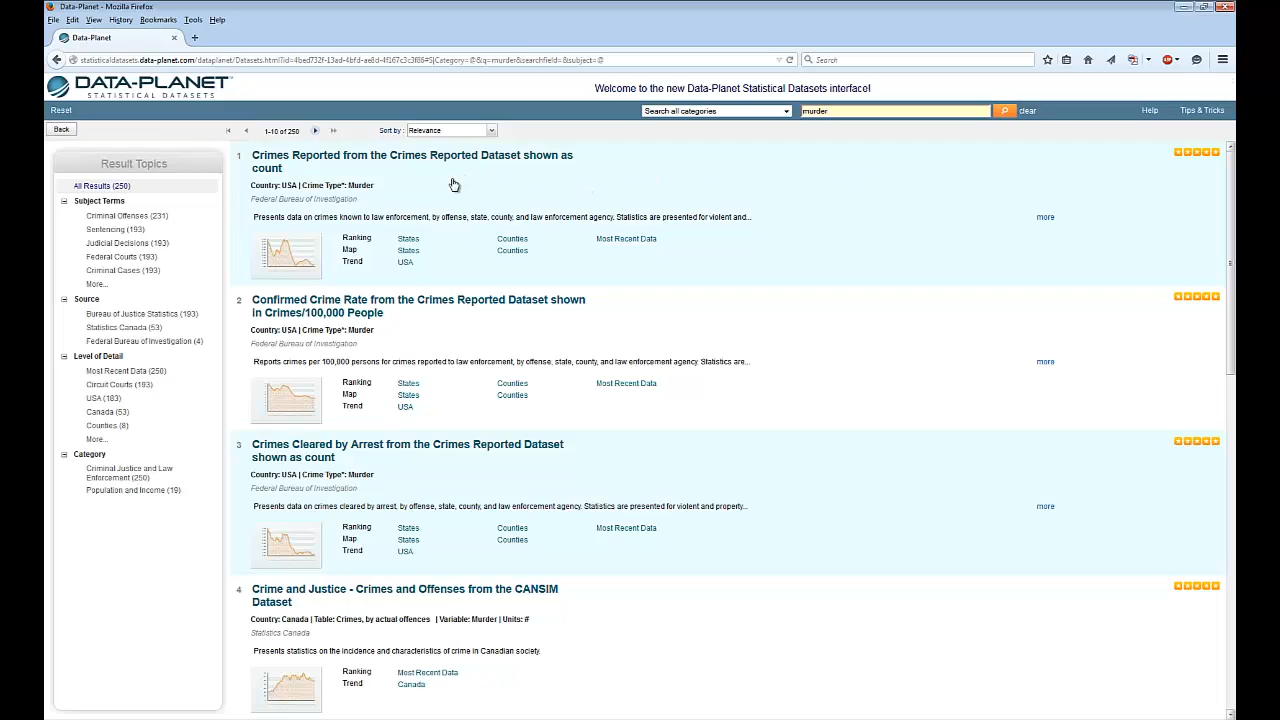 Data-Planet - Mozilla Firefox
File Edit View History Bookmarks Tools Help
Data-Planet
Search
DATA-PLANET™
STATISTICAL DATASETS
Welcome to the new Data-Planet Statistical Datasets interface!
Reset
Search all categories
murder
clear
Help
Tips & Tricks
Back
1-10 of 250
Sort by :
Relevance
Result Topics
All Results (250)
Subject Terms
Criminal Offenses (231)
Sentencing (193)
Judicial Decisions (193)
Federal Courts (193)
Criminal Cases (193)
More...
Source
Bureau of Justice Statistics (193)
Statistics Canada (53)
Federal Bureau of Investigation (4)
Level of Detail
Most Recent Data (250)
Circuit Courts (193)
USA (183)
Canada (53)
Counties (8)
More...
Category
Criminal Justice and Law
Enforcement (250)
Population and Income (19)
1
Crimes Reported from the Crimes Reported Dataset shown as
count
Country: USA | Crime Type*: Murder
Federal Bureau of Investigation
Presents data on crimes known to law enforcement, by offense, state, county, and law enforcement agency. Statistics are presented for violent and...
more
Ranking States Counties Most Recent Data
Map States Counties
Trend USA
2
Confirmed Crime Rate from the Crimes Reported Dataset shown
in Crimes/100,000 People
Country: USA | Crime Type*: Murder
Federal Bureau of Investigation
Reports crimes per 100,000 persons for crimes reported to law enforcement, by offense, state, county, and law enforcement agency. Statistics are...
more
Ranking States Counties Most Recent Data
Map States Counties
Trend USA
3
Crimes Cleared by Arrest from the Crimes Reported Dataset
shown as count
Country: USA | Crime Type*: Murder
Federal Bureau of Investigation
Presents data on crimes cleared by arrest, by offense, state, county, and law enforcement agency. Statistics are presented for violent and property...
more
Ranking States Counties Most Recent Data
Map States Counties
Trend USA
4
Crime and Justice - Crimes and Offenses from the CANSIM
Dataset
Country: Canada | Table: Crimes, by actual offences | Variable: Murder | Units: #
Statistics Canada
Presents statistics on the incidence and characteristics of crime in Canadian society.
Ranking Most Recent Data
Trend Canada